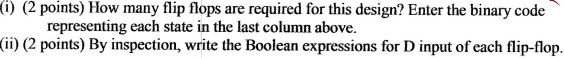 (i) (2 points) How many flip flops are required for this design? Enter the binary code
representing each state in the last column above.
(ii) (2 points) By inspection, write the Boolean expressions for D input of each flip-flop.